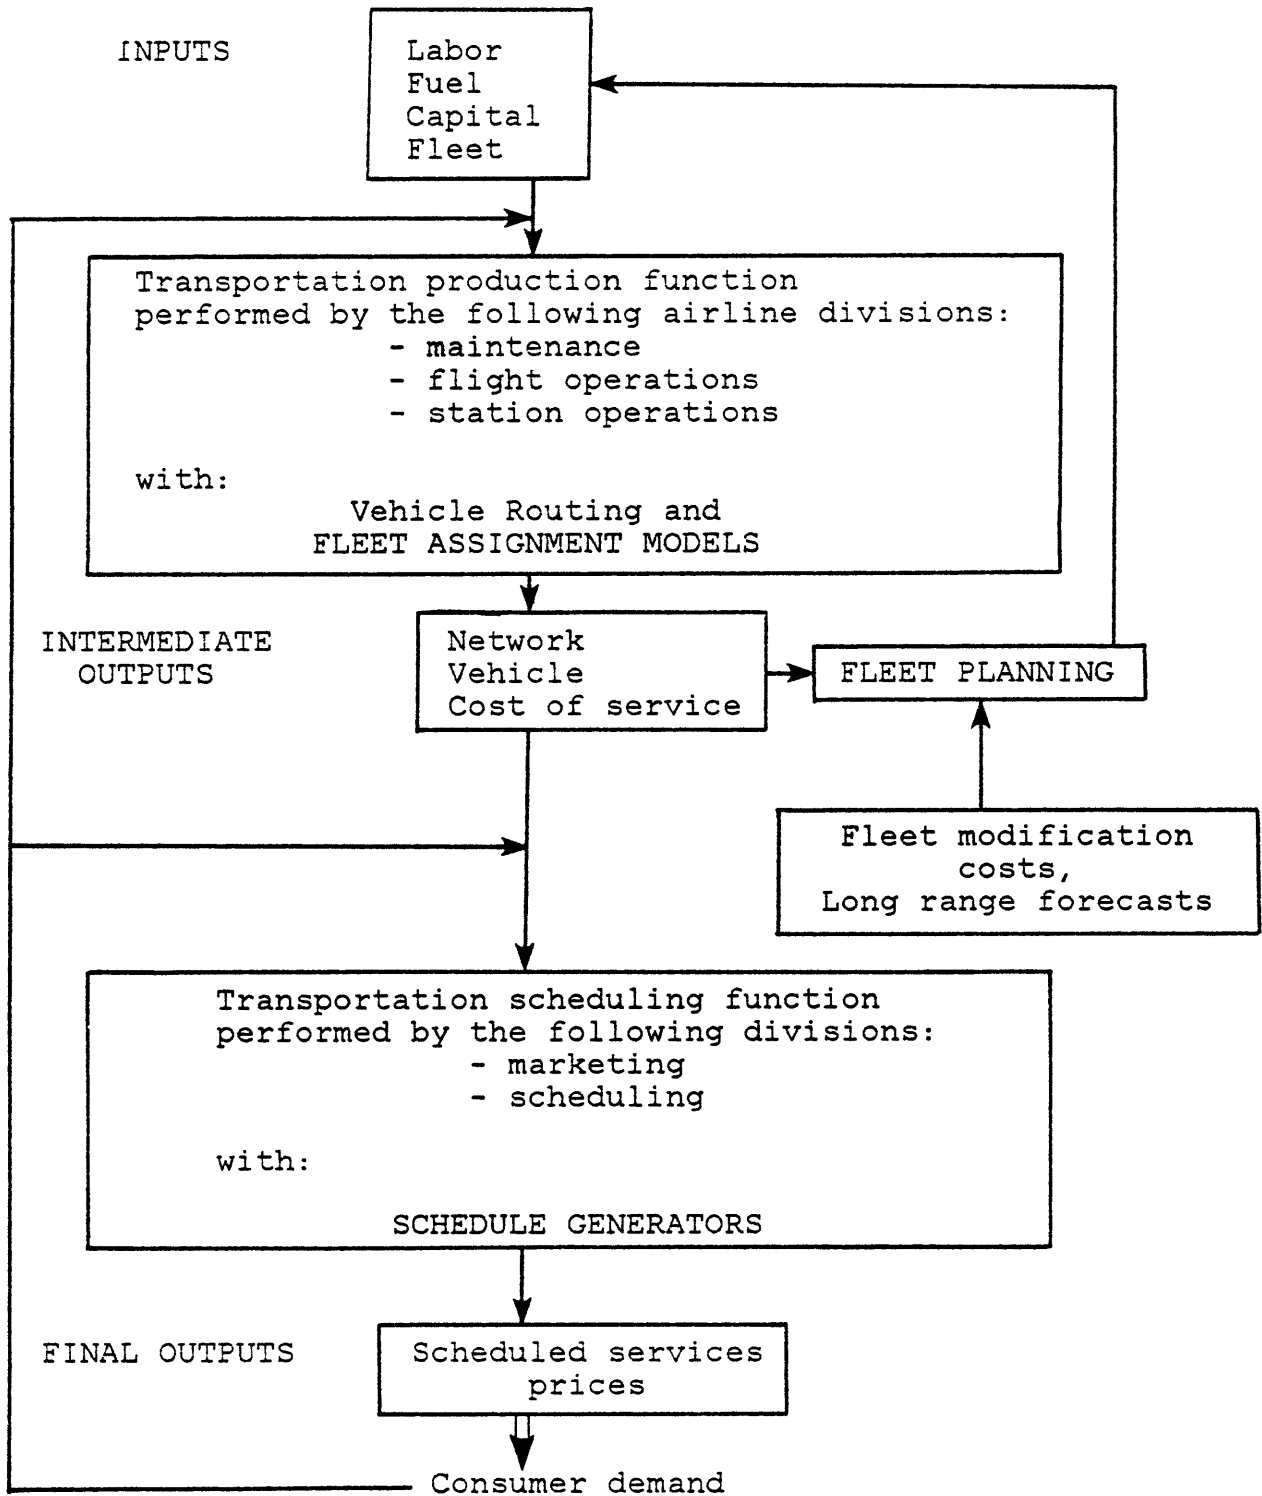 INPUTS
Labor
Fuel
Capital
Fleet
Transportation production function
performed by the following airline divisions:
- maintenance
- flight operations
- station operations
with:
Vehicle Routing and
FLEET ASSIGNMENT MODELS
INTERMEDIATE
OUTPUTS
Network
Vehicle
Cost of service
FLEET PLANNING
Fleet modification
costs,
Long range forecasts
Transportation scheduling function
performed by the following divisions:
- marketing
- scheduling
with:
SCHEDULE GENERATORS
FINAL OUTPUTS
Scheduled services
prices
Consumer demand